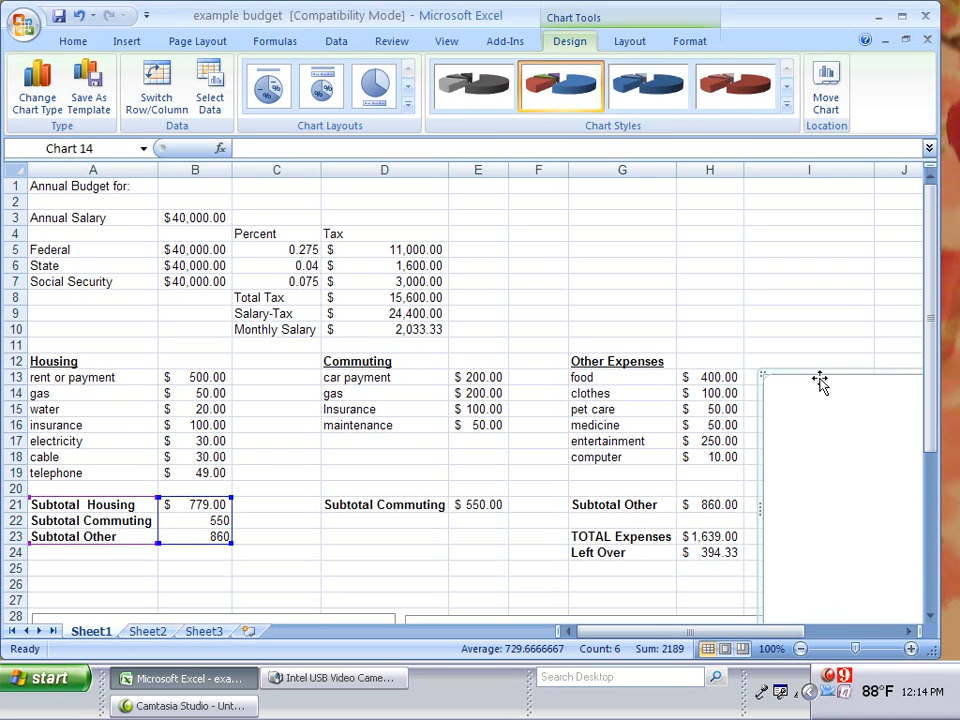 example budget [Compatibility Mode] - Microsoft Excel
Chart Tools
Home Insert Page Layout Formulas Data Review View Add-Ins Design Layout Format
Change Chart Type
Save As Template
Switch Row/Column
Select Data
Move Chart
Type Data Chart Layouts Chart Styles Location
Chart 14 fx
A B C D E F G H I J
1 Annual Budget for:
2
3 Annual Salary $40,000.00
4 Percent Tax
5 Federal $40,000.00 0.275 $ 11,000.00
6 State $40,000.00 0.04 $ 1,600.00
7 Social Security $40,000.00 0.075 $ 3,000.00
8 Total Tax $ 15,600.00
9 Salary-Tax $ 24,400.00
10 Monthly Salary $ 2,033.33
11
12 Housing Commuting Other Expenses
13 rent or payment $ 500.00 car payment $ 200.00 food $ 400.00
14 gas $ 50.00 gas $ 200.00 clothes $ 100.00
15 water $ 20.00 Insurance $ 100.00 pet care $ 50.00
16 insurance $ 100.00 maintenance $ 50.00 medicine $ 50.00
17 electricity $ 30.00 entertainment $ 250.00
18 cable $ 30.00 computer $ 10.00
19 telephone $ 49.00
20
21 Subtotal Housing $ 779.00 Subtotal Commuting $ 550.00 Subtotal Other $ 860.00
22 Subtotal Commuting 550
23 Subtotal Other 860 TOTAL Expenses $1,639.00
24 Left Over $ 394.33
25
26
27
28
Sheet1 Sheet2 Sheet3
Ready Average: 729.6666667 Count: 6 Sum: 2189 100%
start Microsoft Excel - exa... Intel USB Video Came... Search Desktop 9 88°F 12:14 PM
Camtasia Studio - Unt...